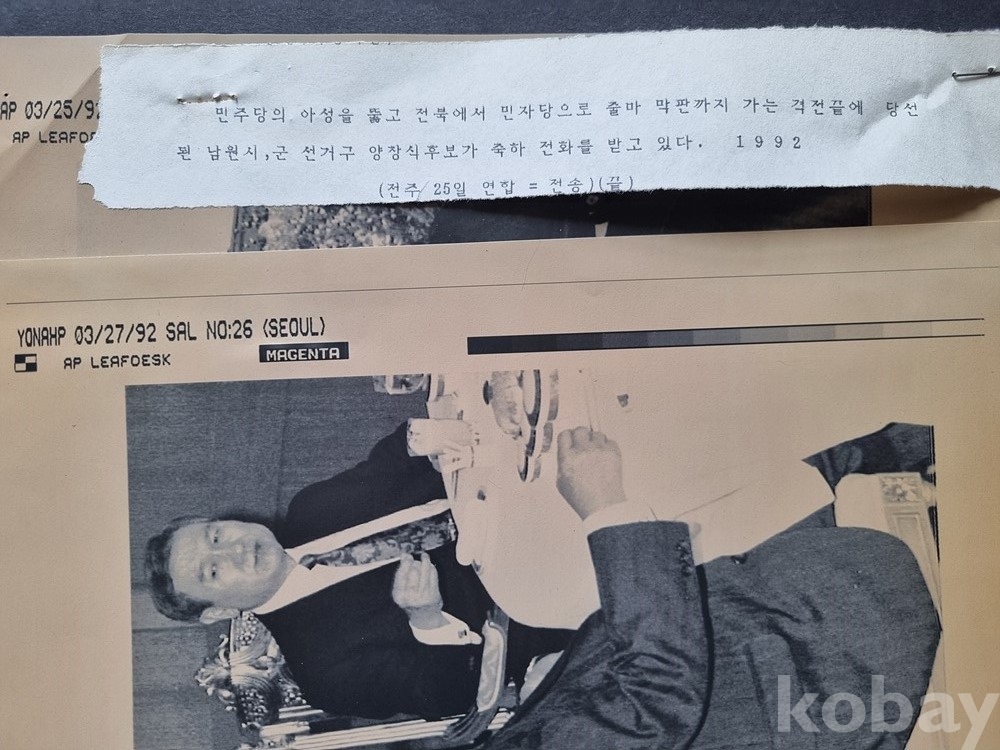 AP 03/25/92
AP LEAFDES
민주당의 아성을 뚫고 전북에서 민자당으로 줄마 막판까지 가는 격전끝에 당선
된 남원시,군 선거구 양장식후보가 축하 전화를 받고 있다. 1992
(전주 25일 연합 = 전송)(끝)
YONAHP 03/27/92 SAL NO:26 (SEOUL)
AP LEAFDESK
MAGENTA
kobay